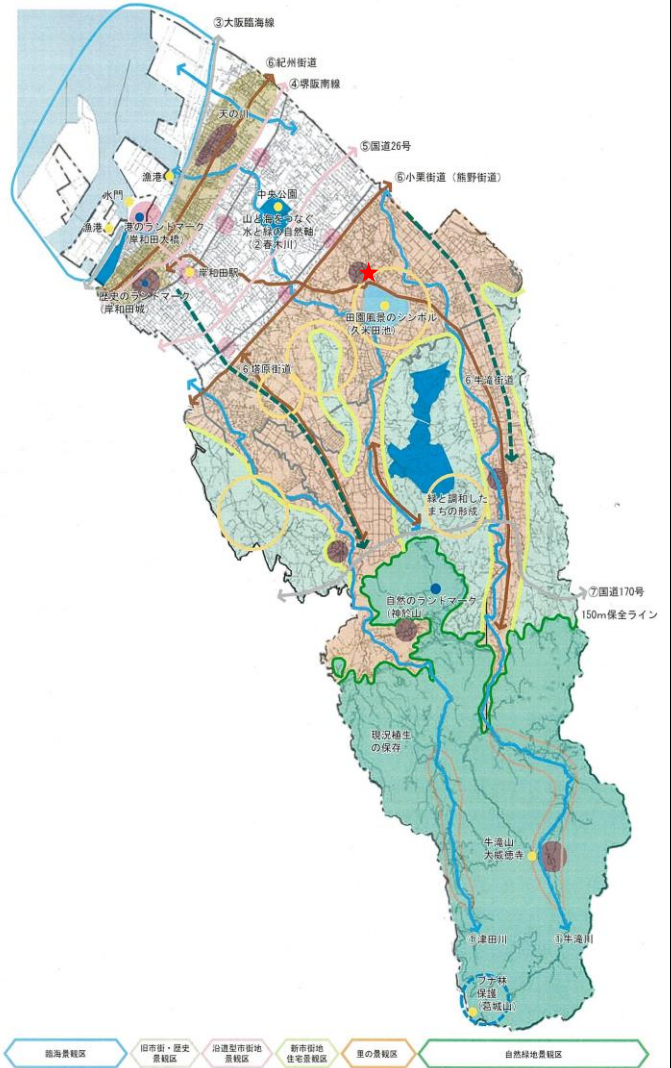 ③大阪臨海線
⑥紀州街道
④堺阪南線
天の川
⑤国道26号
漁港
⑥小栗街道（熊野街道）
水門
中央公園
漁港
港のランドマーク
岸和田大橋
山と海をつなぐ
水と緑の自然軸
（②春木川）
岸和田駅
歴史のランドマーク
（岸和田城）
田園風景のシンボル
（久米田池）
⑥塔原街道
⑥牛滝街道
緑と調和した
まちの形成
⑦国道170号
自然のランドマーク
（神於山）
150m保全ライン
現況植生
の保存
牛滝山
大威徳寺
①津田川
①牛滝川
ブナ林
保護
（葛城山）
臨海景観区
旧市街・歴史
景観区
沿道型市街地
景観区
新市街地
住宅景観区
里の景観区
自然緑地景観区